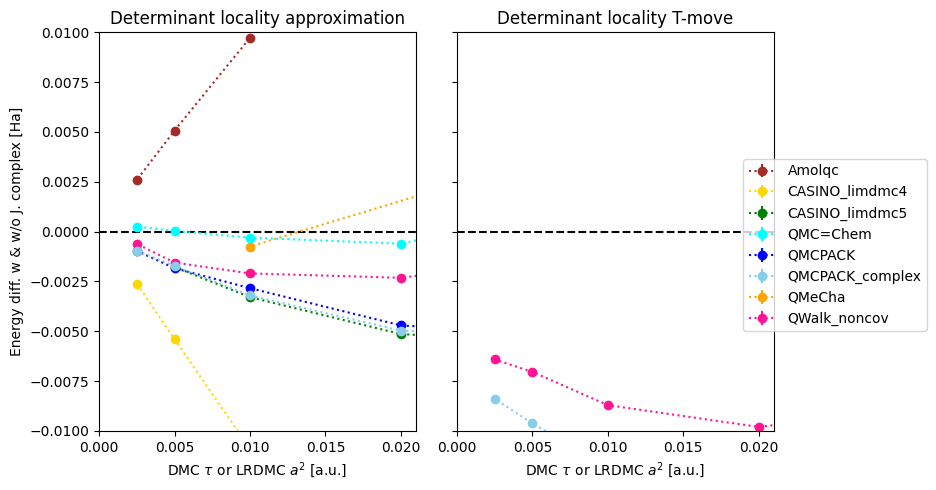 Determinant locality approximation
Determinant locality T-move
Energy diff. w & w/o J. complex [Ha]
0.0100
0.0075
0.0050
0.0025
0.0000
−0.0025
−0.0050
−0.0075
−0.0100
0.000 0.005 0.010 0.015 0.020
0.000 0.005 0.010 0.015 0.020
DMC τ or LRDMC a² [a.u.]
DMC τ or LRDMC a² [a.u.]
Amolqc
CASINO_limdmc4
CASINO_limdmc5
QMC=Chem
QMCPACK
QMCPACK_complex
QMeCha
QWalk_noncov